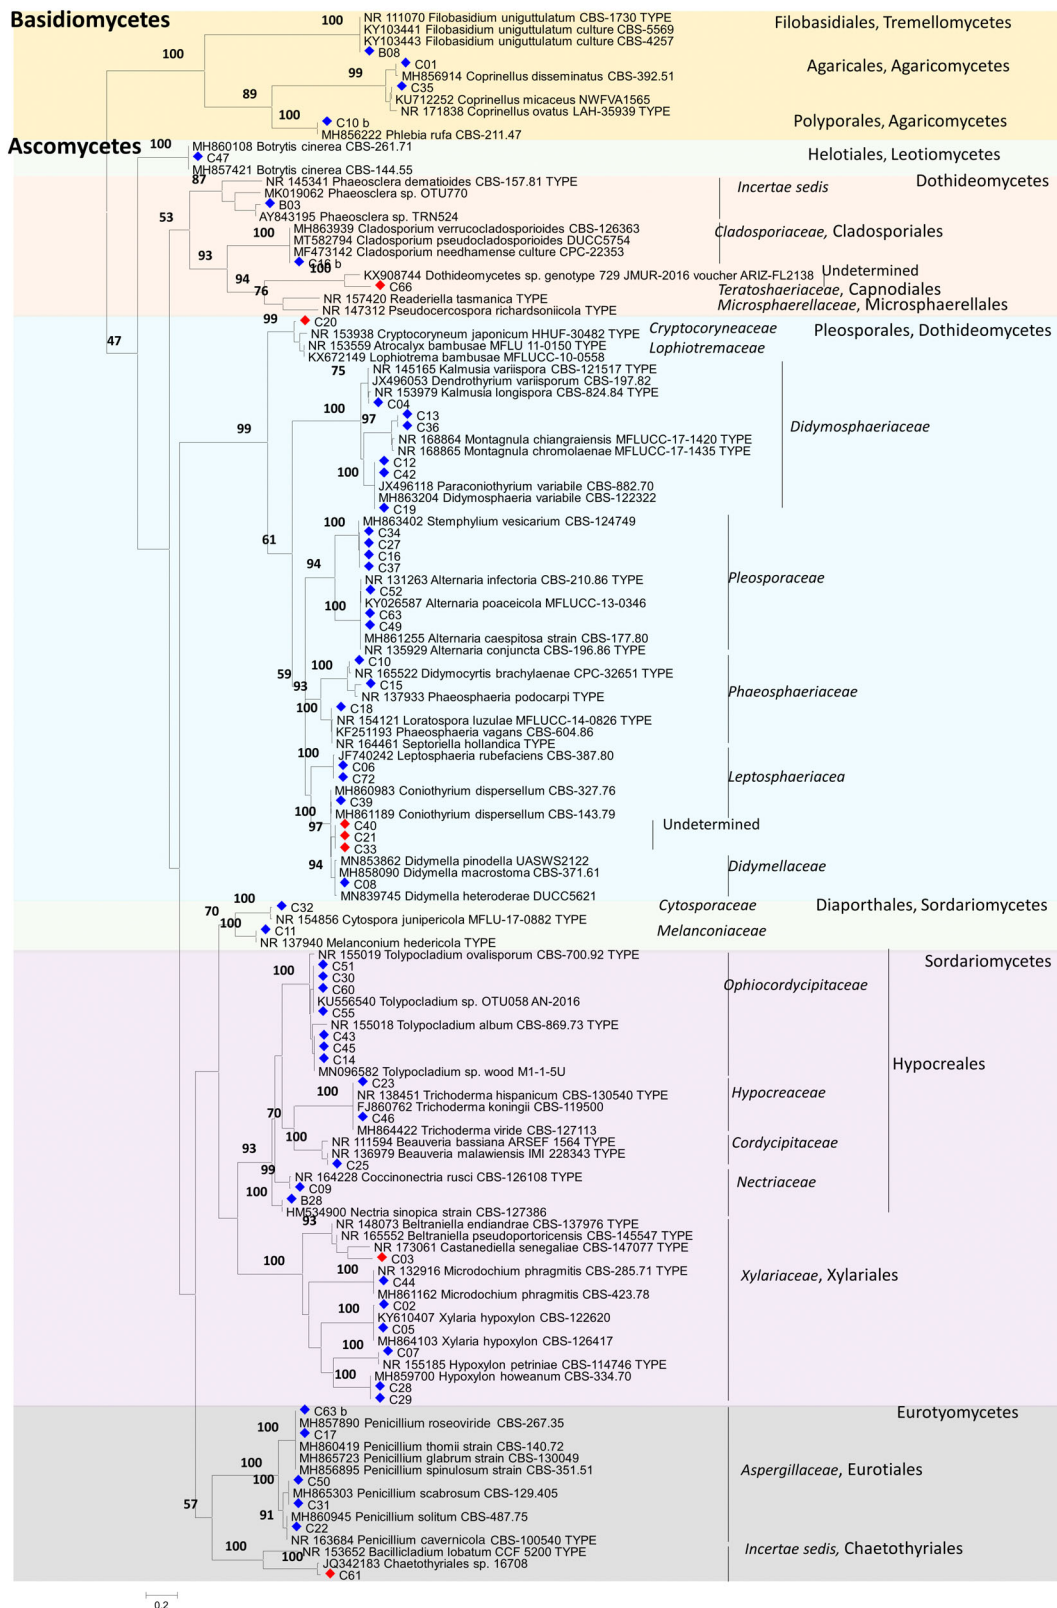 Basidiomycetes
100
NR 111070 Filobasidium uniguttulatum CBS-1730 TYPE
Filobasidiales, Tremellomycetes
KY103441 Filobasidium uniguttulatum culture CBS-5569
KY103443 Filobasidium uniguttulatum culture CBS-4257
B08
100
C01
Agaricales, Agaricomycetes
99
MH856914 Coprinellus disseminatus CBS-392.51
C35
89
KU712252 Coprinellus micaceus NWFVA1565
NR 171838 Coprinellus ovatus LAH-35939 TYPE
100
C10 b
Polyporales, Agaricomycetes
MH856222 Phlebia rufa CBS-211.47
Ascomycetes
100
MH860108 Botrytis cinerea CBS-261.71
C47
Helotiales, Leotiomycetes
MH857421 Botrytis cinerea CBS-144.55
87
NR 145341 Phaeosclera dematioides CBS-157.81 TYPE
Incertae sedis
Dothideomycetes
MK019062 Phaeosclera sp. OTU770
B03
53
AY843195 Phaeosclera sp. TRN524
100
MH863939 Cladosporium verrucocladosporioides CBS-126363
Cladosporiaceae, Cladosporiales
MT582794 Cladosporium pseudocladosporioides DUCC5754
93
MF473142 Cladosporium needhamense culture CPC-22353
C16 b
100
94
KX908744 Dothideomycetes sp. genotype 729 JMUR-2016 voucher ARIZ-FL2138
Undetermined
C66
76
Teratoshaeriaceae, Capnodiales
NR 157420 Readeriella tasmanica TYPE
Microsphaerellaceae, Microsphaerellales
NR 147312 Pseudocercospora richardsoniicola TYPE
99
C20
Cryptocoryneaceae
Pleosporales, Dothideomycetes
47
NR 153938 Cryptocoryneum japonicum HHUF-30482 TYPE
NR 153559 Atrocalyx bambusae MFLU 11-0150 TYPE
Lophiotremaceae
KX672149 Lophiotrema bambusae MFLUCC-10-0558
75
NR 145165 Kalmusia variispora CBS-121517 TYPE
JX496053 Dendrothyrium variisporum CBS-197.82
NR 153979 Kalmusia longispora CBS-824.84 TYPE
C04
100
97
C13
C36
Didymosphaeriaceae
99
NR 168864 Montagnula chiangraiensis MFLUCC-17-1420 TYPE
NR 168865 Montagnula chromolaenae MFLUCC-17-1435 TYPE
C12
100
C42
JX496118 Paraconiothyrium variabile CBS-882.70
MH863204 Didymosphaeria variabile CBS-122322
C19
100
MH863402 Stemphylium vesicarium CBS-124749
C34
61
C27
C16
94
C37
NR 131263 Alternaria infectoria CBS-210.86 TYPE
Pleosporaceae
C52
100
KY026587 Alternaria poaceicola MFLUCC-13-0346
C63
C49
MH861255 Alternaria caespitosa strain CBS-177.80
NR 135929 Alternaria conjuncta CBS-196.86 TYPE
100
C10
59
NR 165522 Didymocyrtis brachylaenae CPC-32651 TYPE
93
C15
Phaeosphaeriaceae
NR 137933 Phaeosphaeria podocarpi TYPE
100
C18
NR 154121 Loratospora luzulae MFLUCC-14-0826 TYPE
KF251193 Phaeosphaeria vagans CBS-604.86
NR 164461 Septoriella hollandica TYPE
100
JF740242 Leptosphaeria rubefaciens CBS-387.80
C06
C72
Leptosphaeriacea
MH860983 Coniothyrium dispersellum CBS-327.76
C39
100
MH861189 Coniothyrium dispersellum CBS-143.79
97
C40
Undetermined
C21
C33
94
MN853862 Didymella pinodella UASWS2122
Didymellaceae
MH858090 Didymella macrostoma CBS-371.61
C08
MN839745 Didymella heteroderae DUCC5621
100
C32
Cytosporaceae
Diaporthales, Sordariomycetes
70
NR 154856 Cytospora junipericola MFLU-17-0882 TYPE
100
C11
Melanconiaceae
NR 137940 Melanconium hedericola TYPE
NR 155019 Tolypocladium ovalisporum CBS-700.92 TYPE
Sordariomycetes
100
C51
C30
Ophiocordycipitaceae
C60
KU556540 Tolypocladium sp. OTU058 AN-2016
C55
NR 155018 Tolypocladium album CBS-869.73 TYPE
C43
C45
C14
Hypocreales
MN096582 Tolypocladium sp. wood M1-1-5U
C23
100
NR 138451 Trichoderma hispanicum CBS-130540 TYPE
Hypocreaceae
FJ860762 Trichoderma koningii CBS-119500
70
C46
MH864422 Trichoderma viride CBS-127113
100
NR 111594 Beauveria bassiana ARSEF 1564 TYPE
Cordycipitaceae
93
NR 136979 Beauveria malawiensis IMI 228343 TYPE
C25
99
NR 164228 Coccinonectria rusci CBS-126108 TYPE
Nectriaceae
C09
100
B28
HM534900 Nectria sinopica strain CBS-127386
93
NR 148073 Beltraniella endiandrae CBS-137976 TYPE
NR 165552 Beltraniella pseudoportoricensis CBS-145547 TYPE
NR 173061 Castanediella senegaliae CBS-147077 TYPE
100
C03
100
NR 132916 Microdochium phragmitis CBS-285.71 TYPE
Xylariaceae, Xylariales
C44
MH861162 Microdochium phragmitis CBS-423.78
100
C02
KY610407 Xylaria hypoxylon CBS-122620
C05
100
MH864103 Xylaria hypoxylon CBS-126417
C07
NR 155185 Hypoxylon petriniae CBS-114746 TYPE
100
MH859700 Hypoxylon howeanum CBS-334.70
C28
C29
C63 b
Eurotyomycetes
100
MH857890 Penicillium roseoviride CBS-267.35
C17
MH860419 Penicillium thomii strain CBS-140.72
100
MH865723 Penicillium glabrum strain CBS-130049
MH856895 Penicillium spinulosum strain CBS-351.51
Aspergillaceae, Eurotiales
100
C50
MH865303 Penicillium scabrosum CBS-129.405
57
C31
91
MH860945 Penicillium solitum CBS-487.75
C22
NR 163684 Penicillium cavernicola CBS-100540 TYPE
100
NR 153652 Bacillicladium lobatum CCF 5200 TYPE
Incertae sedis, Chaetothyriales
100
JQ342183 Chaetothyriales sp. 16708
C61
0.2